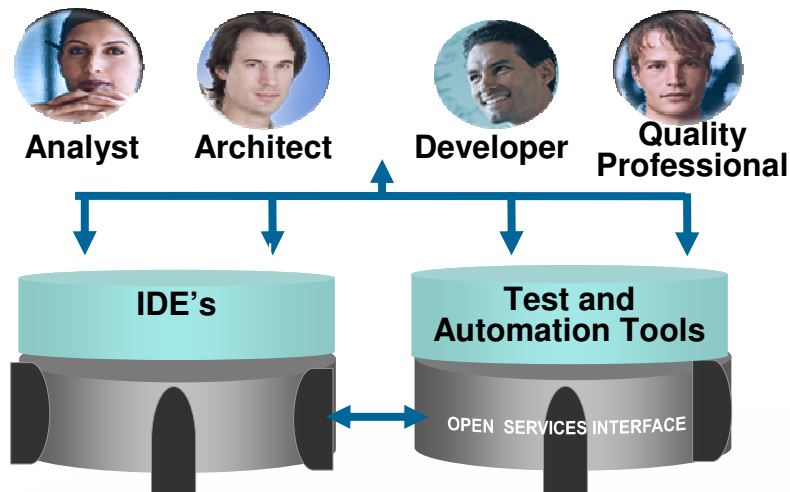 Analyst
Architect
Developer
Quality
Professional
IDE's
Test and
Automation Tools
OPEN SERVICES INTERFACE